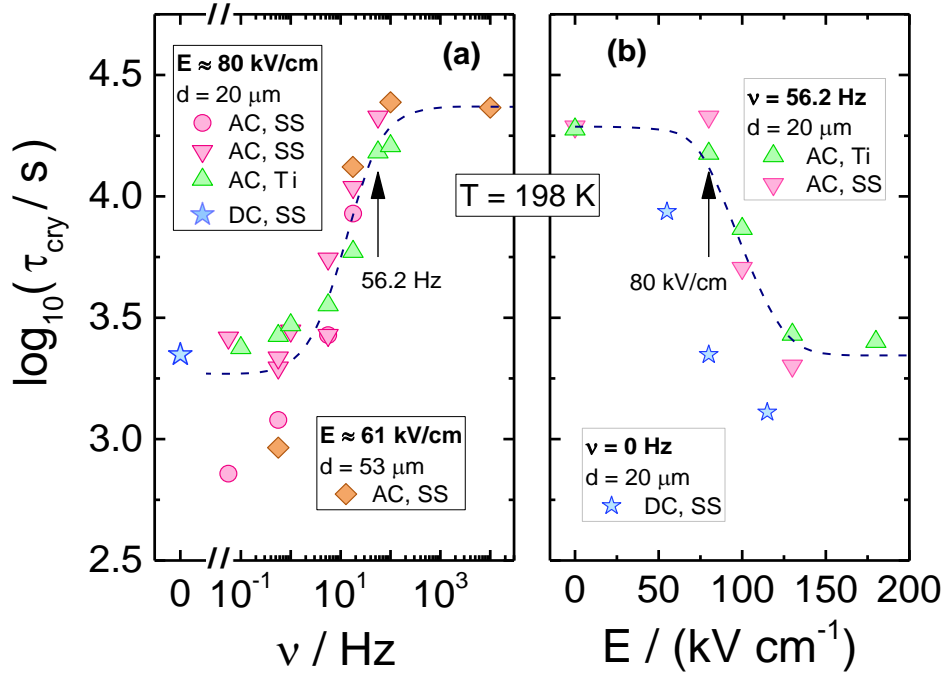 (a)
E ≈ 80 kV/cm
d = 20 μm
AC, SS
AC, SS
AC, Ti
DC, SS
56.2 Hz
E ≈ 61 kV/cm
d = 53 μm
AC, SS
T = 198 K
(b)
ν = 56.2 Hz
d = 20 μm
AC, Ti
AC, SS
80 kV/cm
ν = 0 Hz
d = 20 μm
DC, SS
log₁₀(τcry / s)
4.5
4.0
3.5
3.0
2.5
0 10⁻¹ 10¹ 10³
ν / Hz
0 50 100 150 200
E / (kV cm⁻¹)